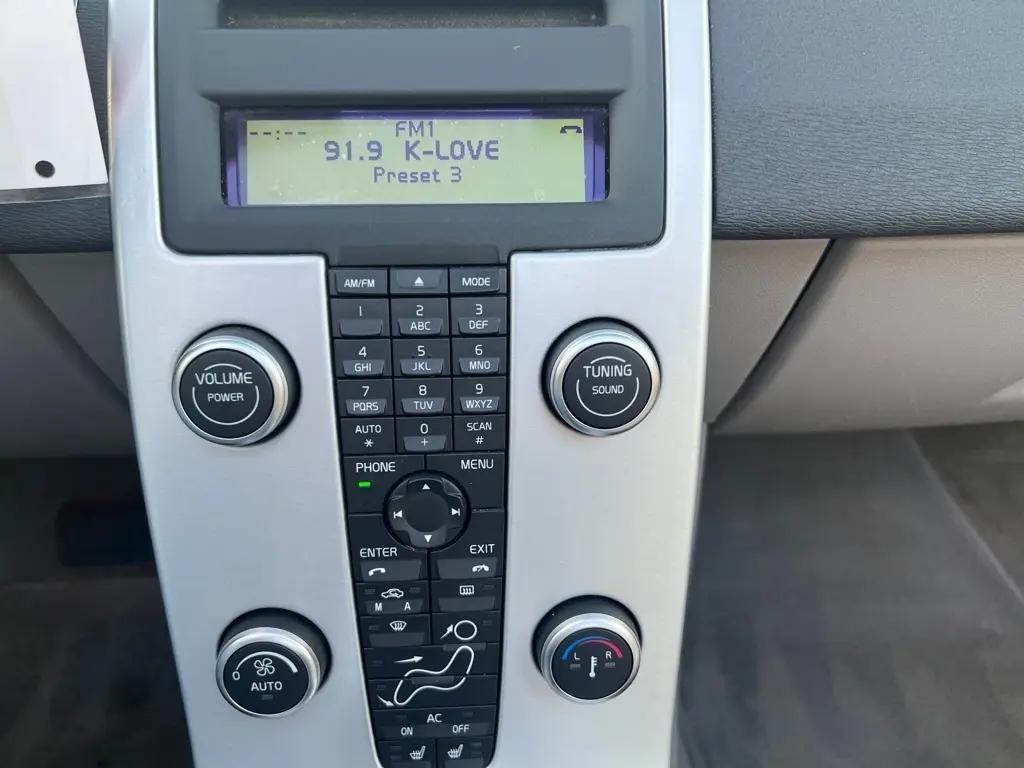 --:-- FM1
91.9 K-LOVE
Preset 3
AM/FM MODE
1 2 3
ABC DEF
4 5 6
GHI JKL MNO
7 8 9
PQRS TUV WXYZ
AUTO 0 SCAN
* + #
VOLUME
POWER
TUNING
SOUND
PHONE MENU
ENTER EXIT
M A
0
AUTO
L R
AC
ON OFF